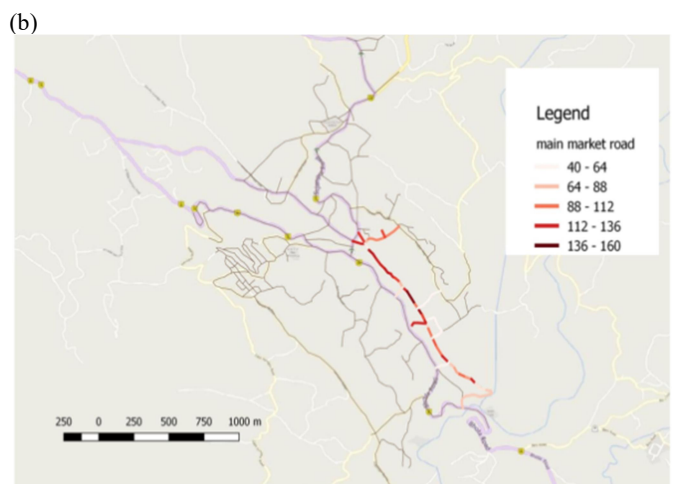 (b)
Legend
main market road
40 - 64
64 - 88
88 - 112
112 - 136
136 - 160
250 0 250 500 750 1000 m